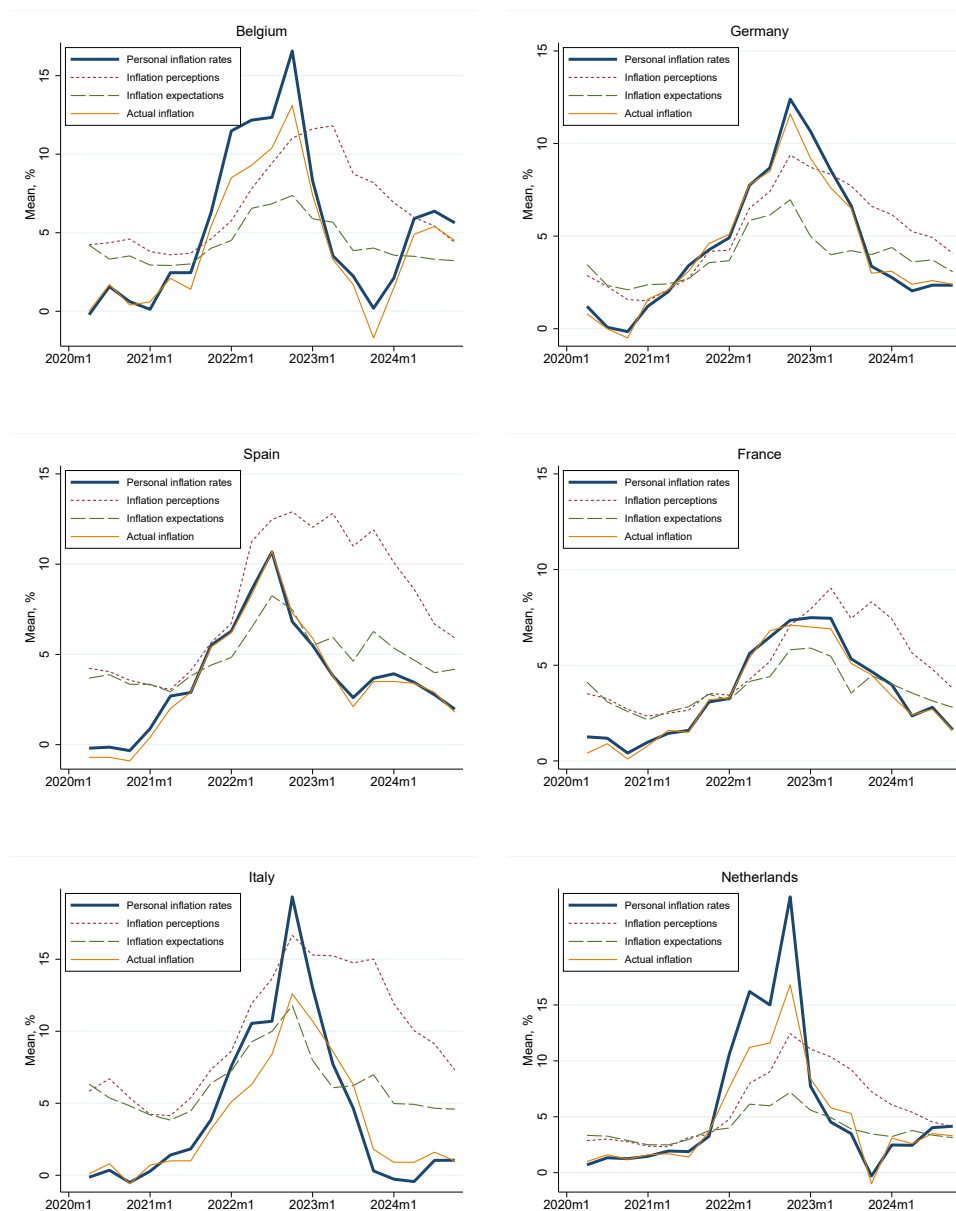 Belgium
Personal inflation rates
Inflation perceptions
Inflation expectations
Actual inflation
Mean, %
15
10
5
0
2020m1 2021m1 2022m1 2023m1 2024m1
Germany
Personal inflation rates
Inflation perceptions
Inflation expectations
Actual inflation
Mean, %
15
10
5
0
2020m1 2021m1 2022m1 2023m1 2024m1
Spain
Personal inflation rates
Inflation perceptions
Inflation expectations
Actual inflation
Mean, %
15
10
5
0
2020m1 2021m1 2022m1 2023m1 2024m1
France
Personal inflation rates
Inflation perceptions
Inflation expectations
Actual inflation
Mean, %
15
10
5
0
2020m1 2021m1 2022m1 2023m1 2024m1
Italy
Personal inflation rates
Inflation perceptions
Inflation expectations
Actual inflation
Mean, %
15
10
5
0
2020m1 2021m1 2022m1 2023m1 2024m1
Netherlands
Personal inflation rates
Inflation perceptions
Inflation expectations
Actual inflation
Mean, %
15
10
5
0
2020m1 2021m1 2022m1 2023m1 2024m1